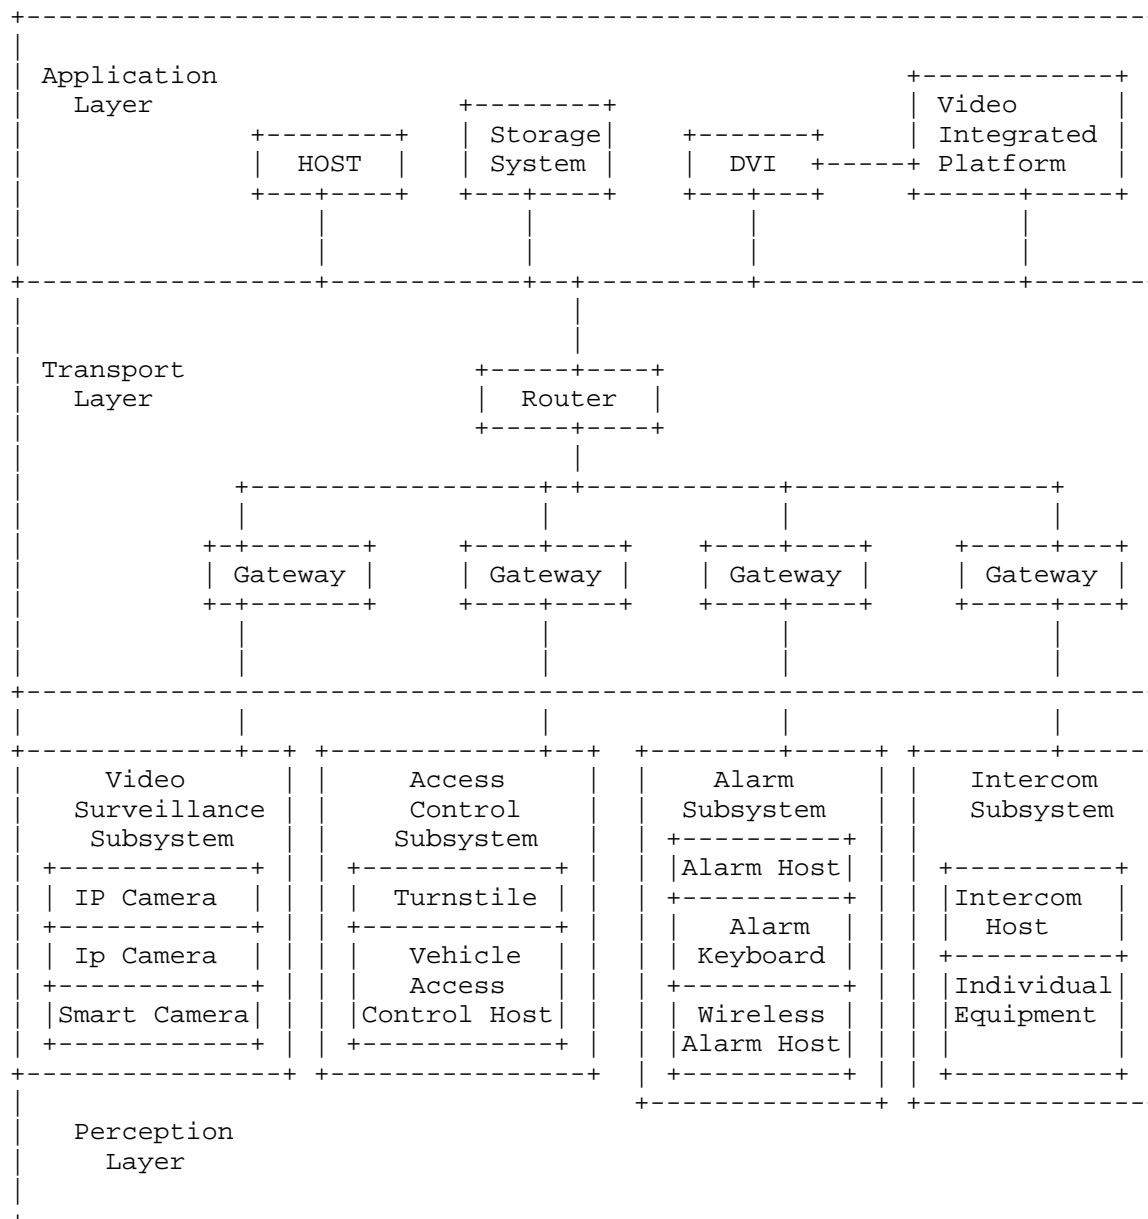 Application
Layer
HOST
Storage
System
DVI
Video
Integrated
Platform
Transport
Layer
Router
Gateway
Gateway
Gateway
Gateway
Video
Surveillance
Subsystem
IP Camera
Ip Camera
Smart Camera
Access
Control
Subsystem
Turnstile
Vehicle
Access
Control Host
Alarm
Subsystem
Alarm Host
Alarm
Keyboard
Wireless
Alarm Host
Intercom
Subsystem
Intercom
Host
Individual
Equipment
Perception
Layer